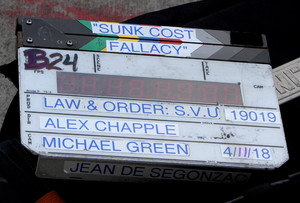 "SUNK COST
FALLACY"
B24
LAW & ORDER: S.V.U 19019
ALEX CHAPPLE
MICHAEL GREEN 4/11/18
JEAN DE SEGONZAC